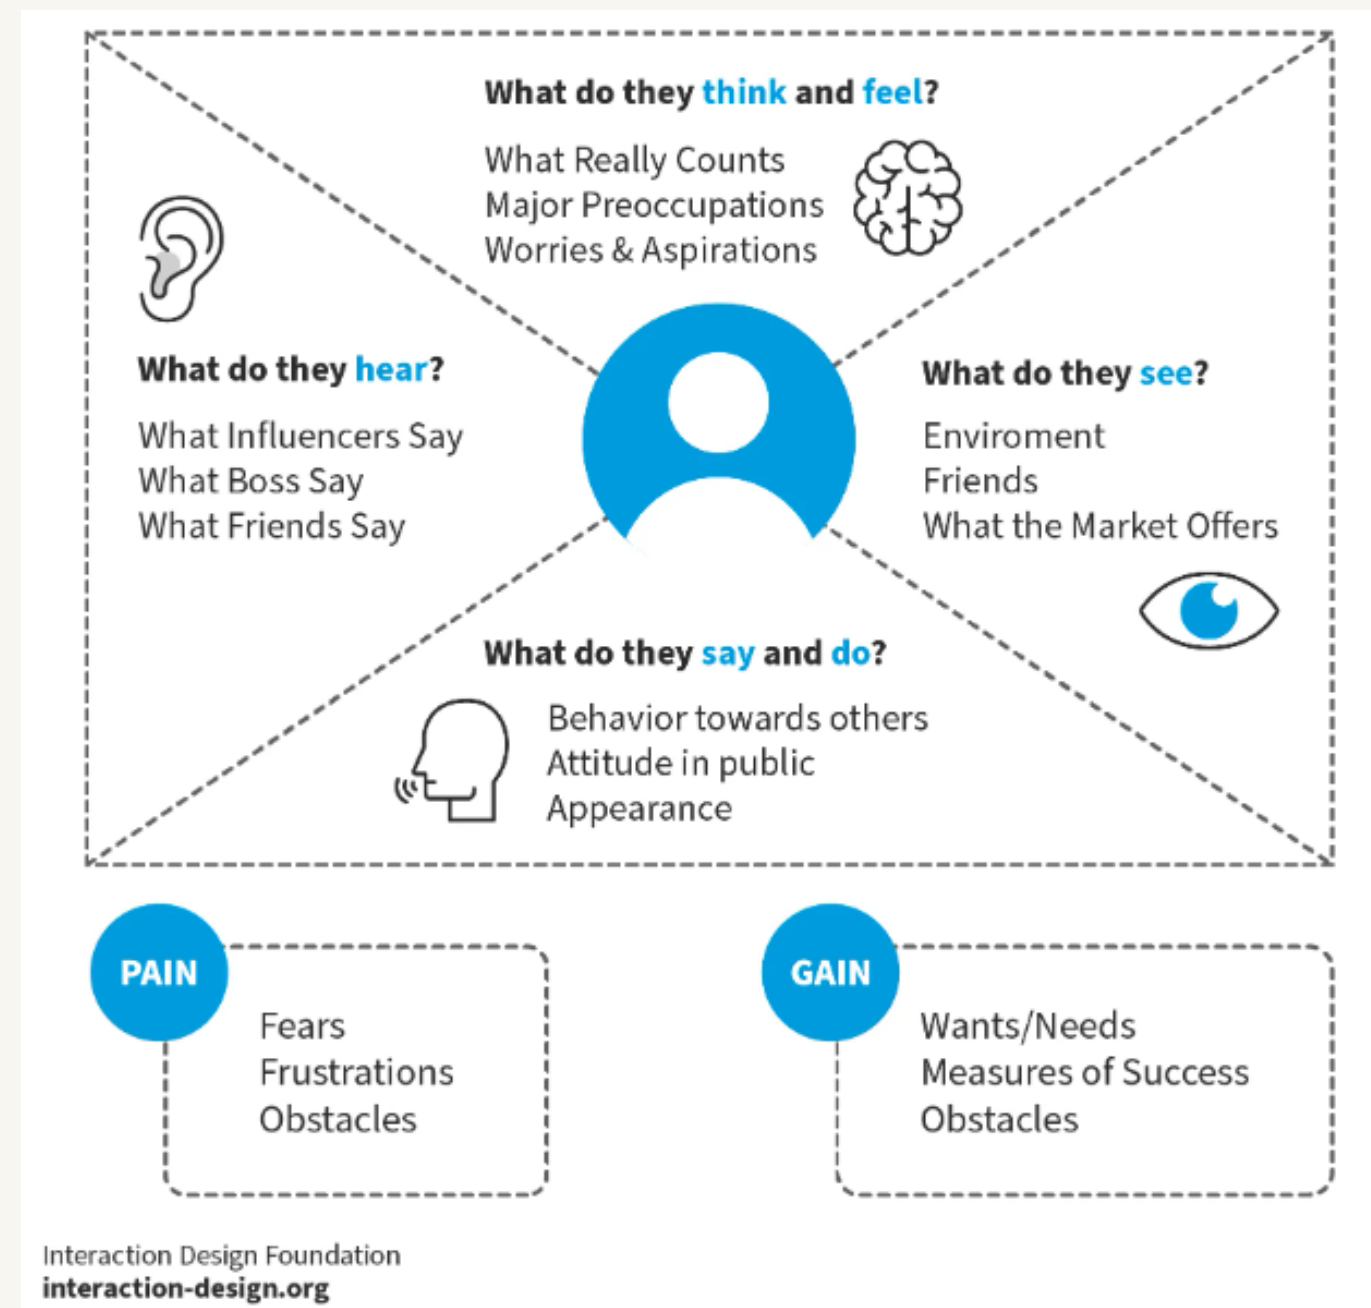 What do they think and feel?
What Really Counts
Major Preoccupations
Worries & Aspirations
What do they hear?
What Influencers Say
What Boss Say
What Friends Say
What do they see?
Enviroment
Friends
What the Market Offers
What do they say and do?
Behavior towards others
Attitude in public
Appearance
PAIN
Fears
Frustrations
Obstacles
GAIN
Wants/Needs
Measures of Success
Obstacles
Interaction Design Foundation
interaction-design.org